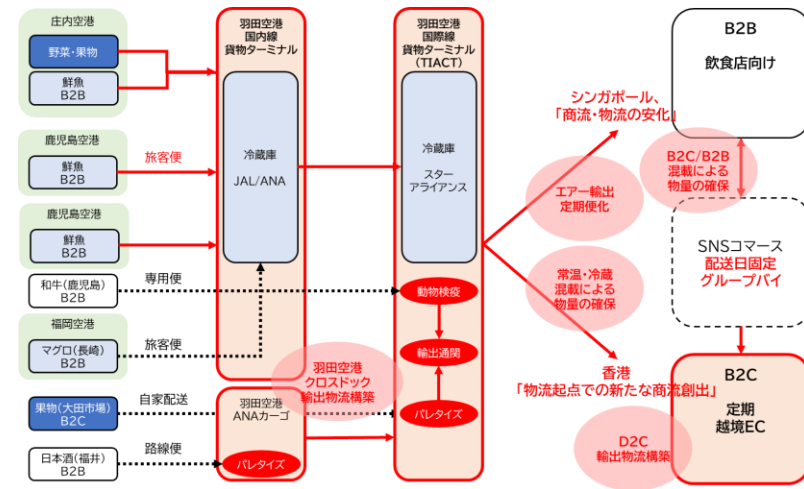 庄内空港
野菜・果物
鮮魚
B2B
鹿児島空港
鮮魚
B2B
鹿児島空港
鮮魚
B2B
和牛(鹿児島)
B2B
福岡空港
マグロ(長崎)
B2B
果物(大田市場)
B2C
日本酒(福井)
B2B
旅客便
専用便
旅客便
自家配送
路線便
羽田空港
国内線
貨物ターミナル
冷蔵庫
JAL/ANA
羽田空港
クロスドック
輸出物流構築
羽田空港
ANAカーゴ
パレタイズ
羽田空港
国際線
貨物ターミナル
(TIACT)
冷蔵庫
スター
アライアンス
動物検疫
輸出通関
パレタイズ
シンガポール、
「商流・物流の安化」
エアー輸出
定期便化
常温・冷蔵
混載による
物量の確保
香港
「物流起点での新たな商流創出」
D2C
輸出物流構築
B2B
飲食店向け
B2C/B2B
混載による
物量の確保
SNSコマース
配送日固定
グループバイ
B2C
定期
越境EC